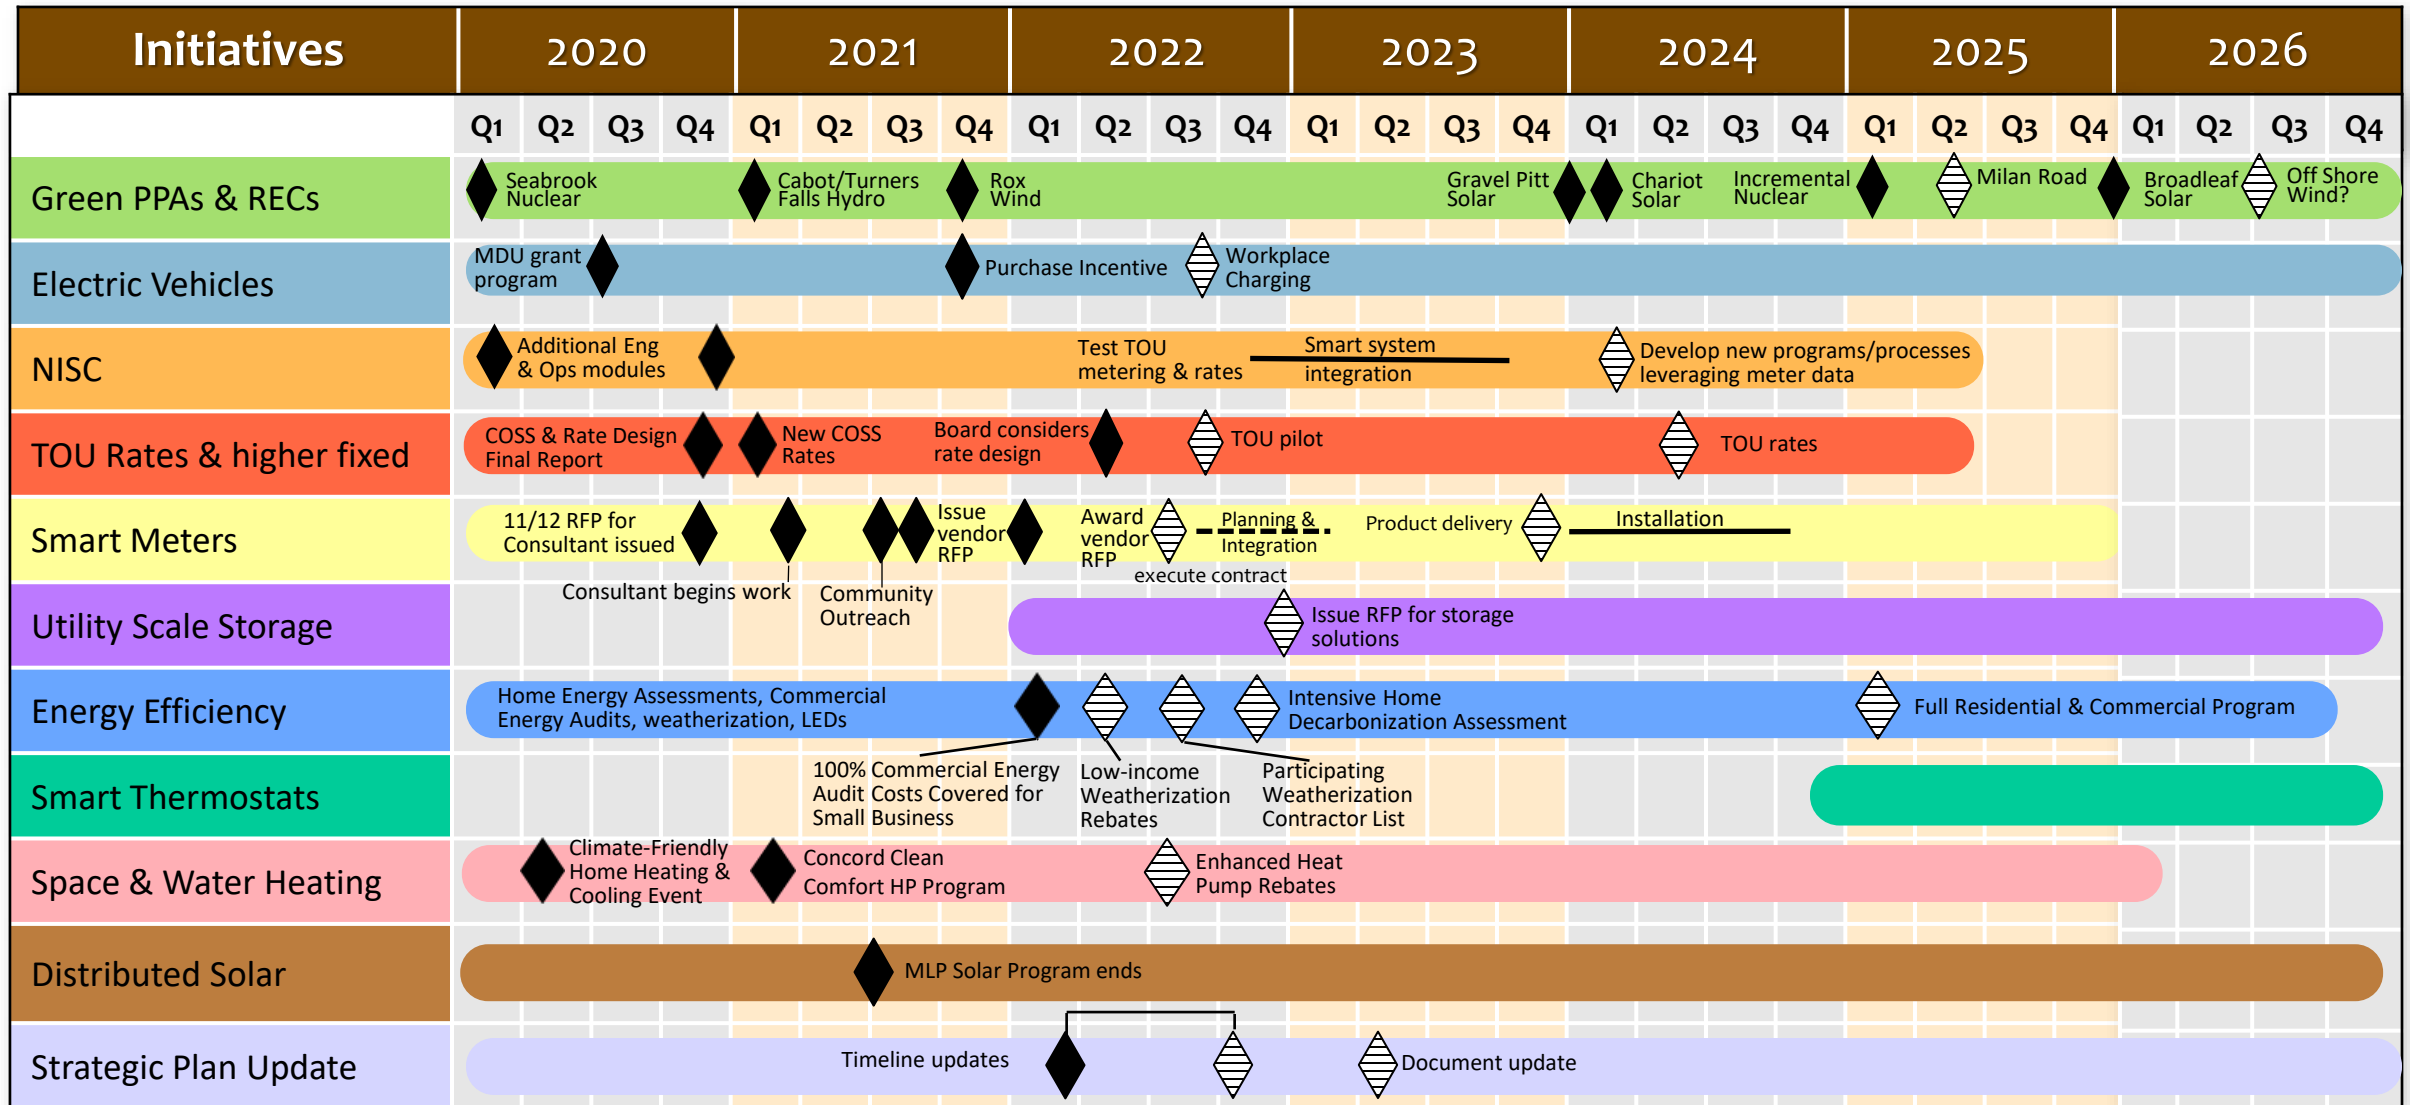 Initiatives 2020 2021 2022 2023 2024 2025 2026
Q1 Q2 Q3 Q4 Q1 Q2 Q3 Q4 Q1 Q2 Q3 Q4 Q1 Q2 Q3 Q4 Q1 Q2 Q3 Q4 Q1 Q2 Q3 Q4 Q1 Q2 Q3 Q4
Green PPAs & RECs
Seabrook
Nuclear
Cabot/Turners
Falls Hydro
Rox
Wind
Gravel Pitt
Solar
Chariot
Solar
Incremental
Nuclear
Milan Road
Broadleaf
Solar
Off Shore
Wind?
Electric Vehicles
MDU grant
program
Purchase Incentive
Workplace
Charging
NISC
Additional Eng
& Ops modules
Test TOU
metering & rates
Smart system
integration
Develop new programs/processes
leveraging meter data
TOU Rates & higher fixed
COSS & Rate Design
Final Report
New COSS
Rates
Board considers
rate design
TOU pilot
TOU rates
Smart Meters
11/12 RFP for
Consultant issued
Consultant begins work
Community
Outreach
Issue
vendor
RFP
Award
vendor
RFP
execute contract
Planning &
Integration
Product delivery
Installation
Utility Scale Storage
Issue RFP for storage
solutions
Energy Efficiency
Home Energy Assessments, Commercial
Energy Audits, weatherization, LEDs
100% Commercial Energy
Audit Costs Covered for
Small Business
Low-income
Weatherization
Rebates
Participating
Weatherization
Contractor List
Intensive Home
Decarbonization Assessment
Full Residential & Commercial Program
Smart Thermostats
Space & Water Heating
Climate-Friendly
Home Heating &
Cooling Event
Concord Clean
Comfort HP Program
Enhanced Heat
Pump Rebates
Distributed Solar
MLP Solar Program ends
Strategic Plan Update
Timeline updates
Document update